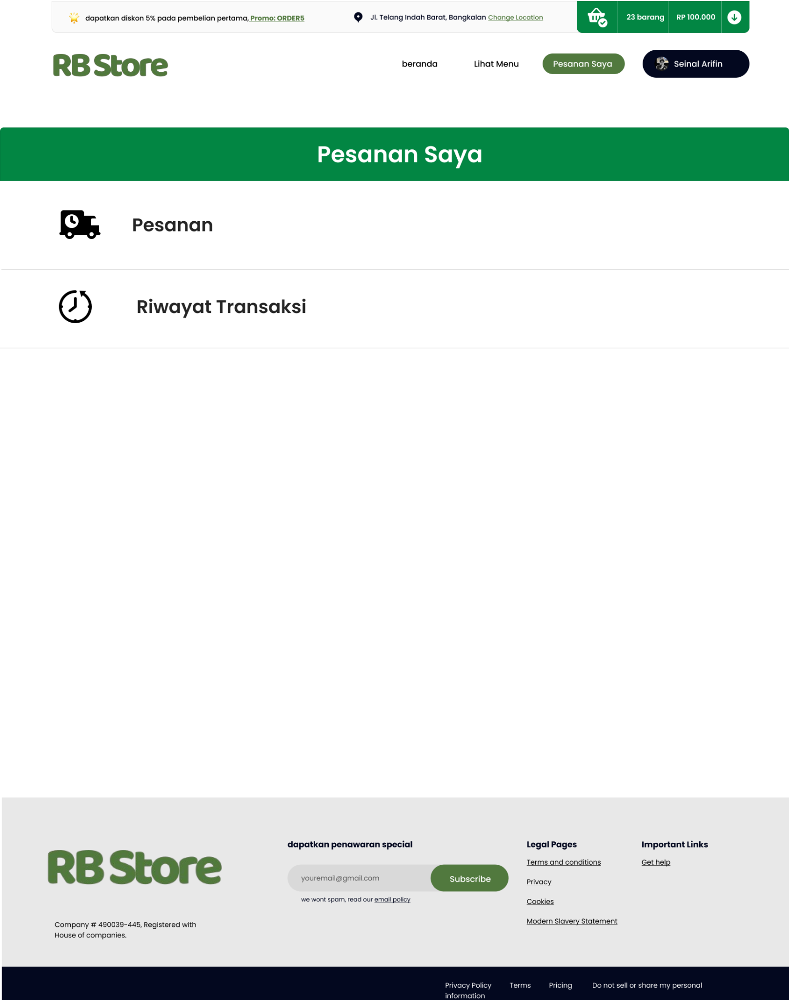 dapatkan diskon 5% pada pembelian pertama, Promo: ORDER5
Jl. Telang Indah Barat, Bangkalan Change Location
23 barang
RP 100.000
RB Store
beranda
Lihat Menu
Pesanan Saya
Seinal Arifin
Pesanan Saya
Pesanan
Riwayat Transaksi
RB Store
Company # 490039-445, Registered with
House of companies.
dapatkan penawaran special
youremail@gmail.com
Subscribe
we wont spam, read our email policy
Legal Pages
Terms and conditions
Privacy
Cookies
Modern Slavery Statement
Important Links
Get help
Privacy Policy Terms Pricing Do not sell or share my personal
information